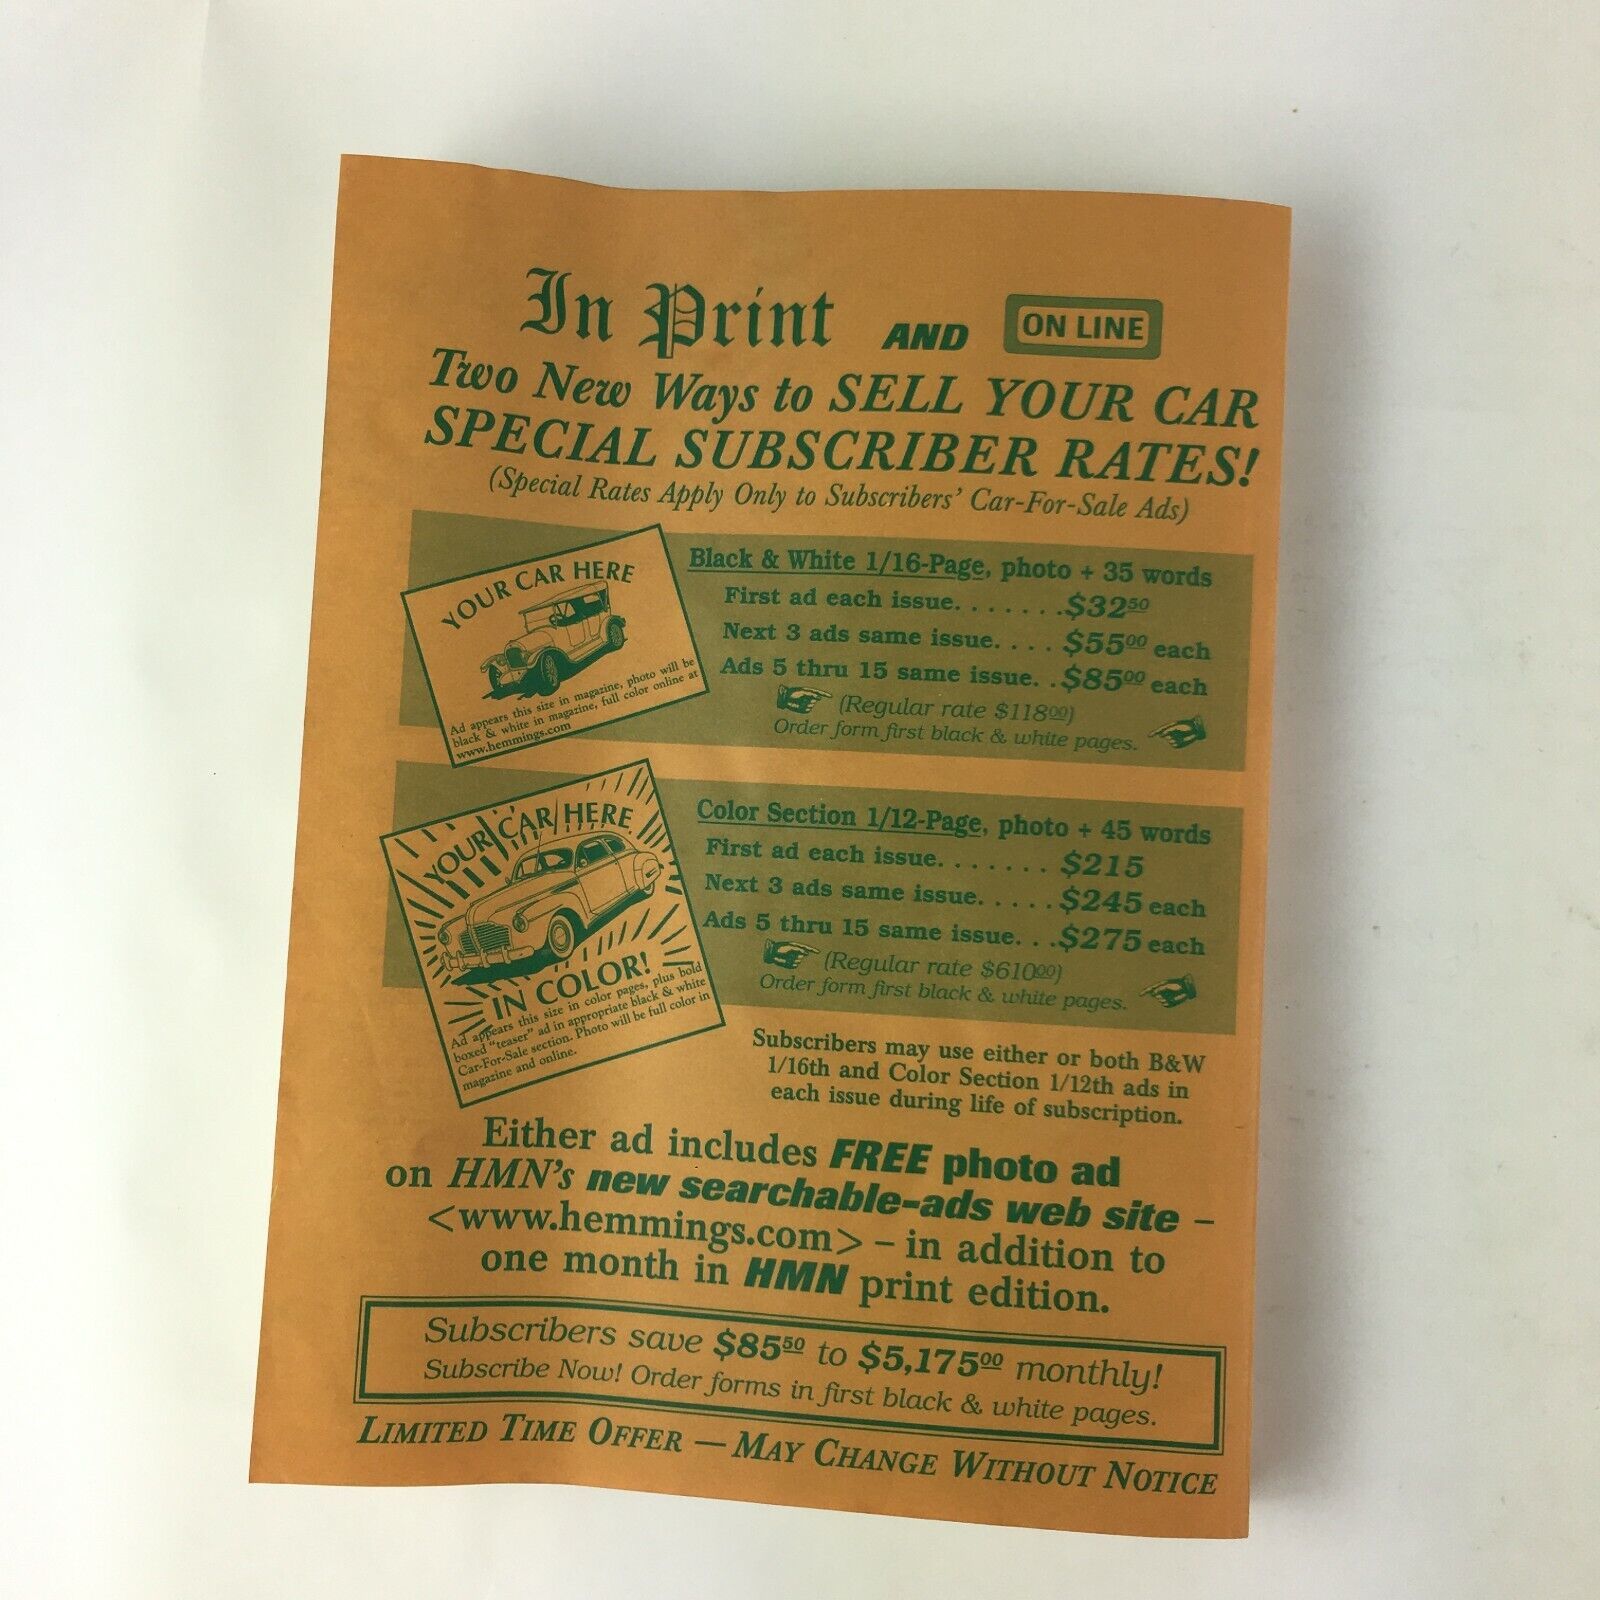 In Print AND ON LINE
Two New Ways to SELL YOUR CAR
SPECIAL SUBSCRIBER RATES!
(Special Rates Apply Only to Subscribers' Car-For-Sale Ads)
YOUR CAR HERE
Ad appears this size in magazine, photo will be
black & white in magazine, full color online at
www.hemmings.com
Black & White 1/16-Page, photo + 35 words
First ad each issue. . . . . . .$32.50
Next 3 ads same issue. . . . $55.00 each
Ads 5 thru 15 same issue. . $85.00 each
(Regular rate $118.00)
Order form first black & white pages.
YOUR CAR HERE
IN COLOR!
Ad appears this size in color pages, plus bold
boxed "teaser" ad in appropriate black & white
Car-For-Sale section. Photo will be full color in
magazine and online.
Color Section 1/12-Page, photo + 45 words
First ad each issue. . . . . . . $215
Next 3 ads same issue. . . . . $245 each
Ads 5 thru 15 same issue. . .$275 each
(Regular rate $610.00)
Order form first black & white pages.
Subscribers may use either or both B&W
1/16th and Color Section 1/12th ads in
each issue during life of subscription.
Either ad includes FREE photo ad
on HMN's new searchable-ads web site –
<www.hemmings.com> – in addition to
one month in HMN print edition.
Subscribers save $85.50 to $5,175.00 monthly!
Subscribe Now! Order forms in first black & white pages.
LIMITED TIME OFFER — MAY CHANGE WITHOUT NOTICE